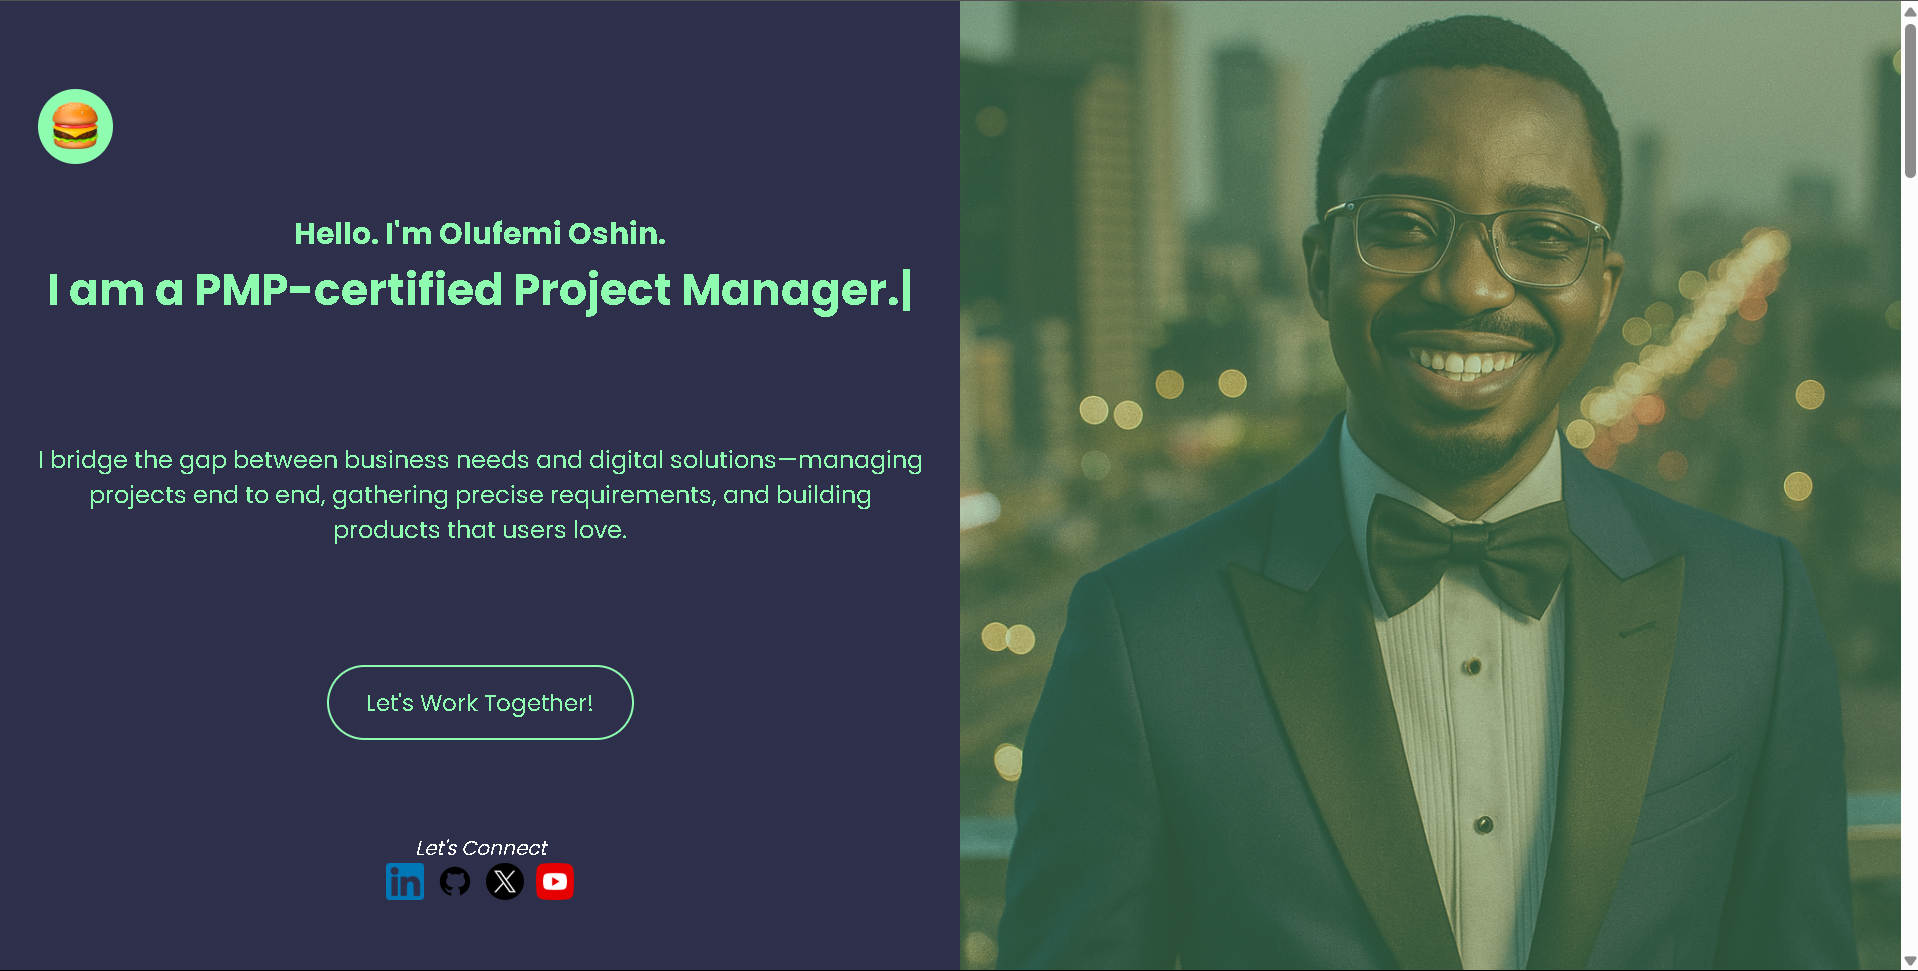 Hello. I'm Olufemi Oshin.
I am a PMP-certified Project Manager.|
I bridge the gap between business needs and digital solutions—managing
projects end to end, gathering precise requirements, and building
products that users love.
Let's Work Together!
Let's Connect
in
X